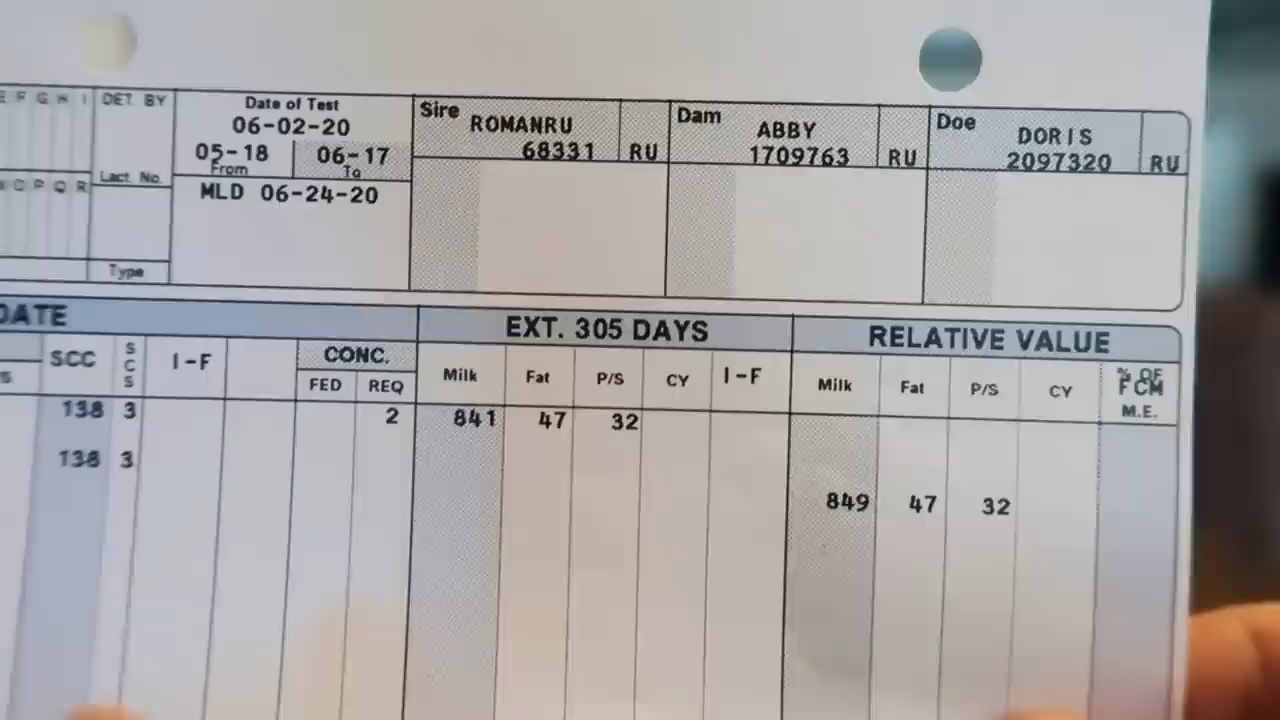 E F G H I DET. BY Date of Test Sire ROMANRU Dam ABBY Doe DORIS
06-02-20 68331 RU 1709763 RU 2097320 RU
05-18 06-17
From To
Lact. No.
O P Q R MLD 06-24-20
Type
DATE EXT. 305 DAYS RELATIVE VALUE
SCC SCS I-F CONC. Milk Fat P/S CY I-F Milk Fat P/S CY % OF FCM M.E.
FED REQ
138 3 2 841 47 32
138 3
849 47 32